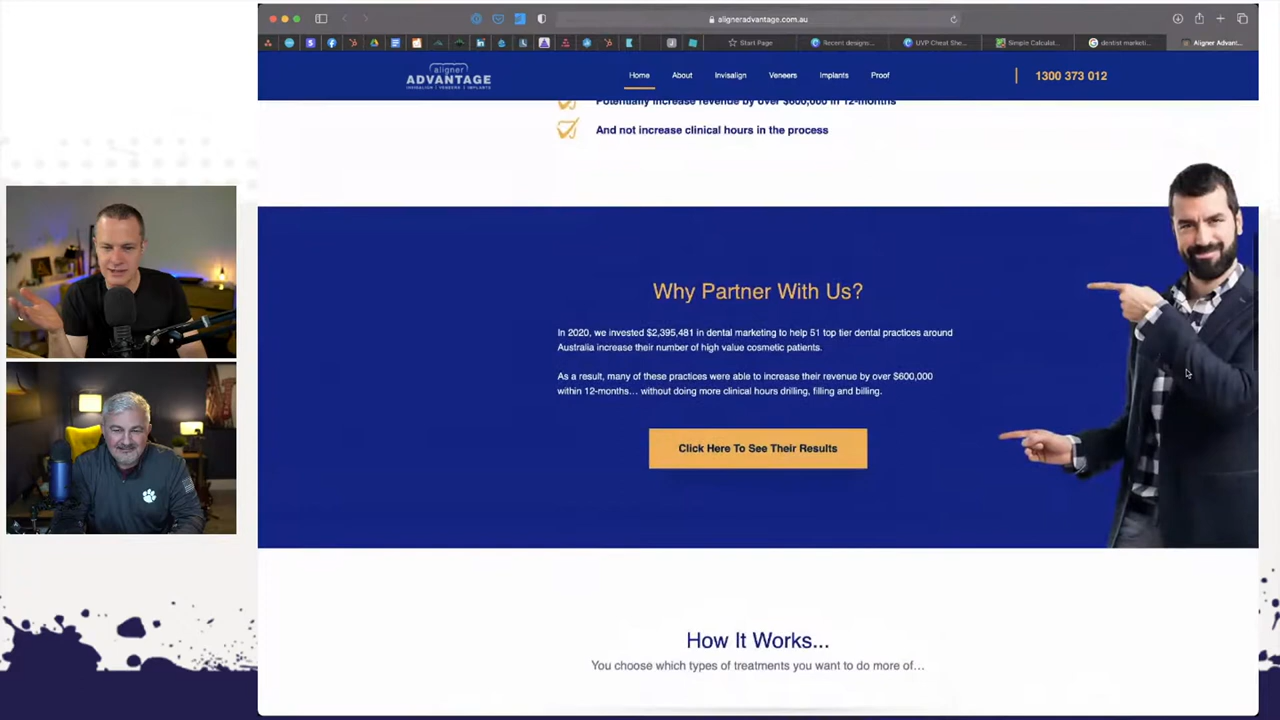 aligneradvantage.com.au
Start Page
Recent designs...
UVP Cheat She...
Simple Calculat...
dentist marketi...
Aligner Advant...
aligner
ADVANTAGE
INVISALIGN | VENEERS | IMPLANTS
Home
About
Invisalign
Veneers
Implants
Proof
1300 373 012
Potentially increase revenue by over $600,000 in 12-months
And not increase clinical hours in the process
Why Partner With Us?
In 2020, we invested $2,395,481 in dental marketing to help 51 top tier dental practices around
Australia increase their number of high value cosmetic patients.
As a result, many of these practices were able to increase their revenue by over $600,000
within 12-months... without doing more clinical hours drilling, filling and billing.
Click Here To See Their Results
How It Works...
You choose which types of treatments you want to do more of...